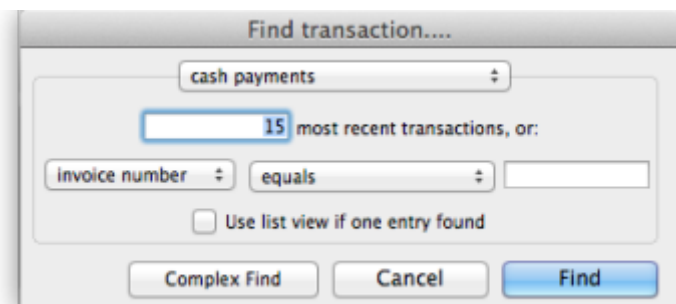 Find transaction....
cash payments
15 most recent transactions, or:
invoice number equals
Use list view if one entry found
Complex Find Cancel Find